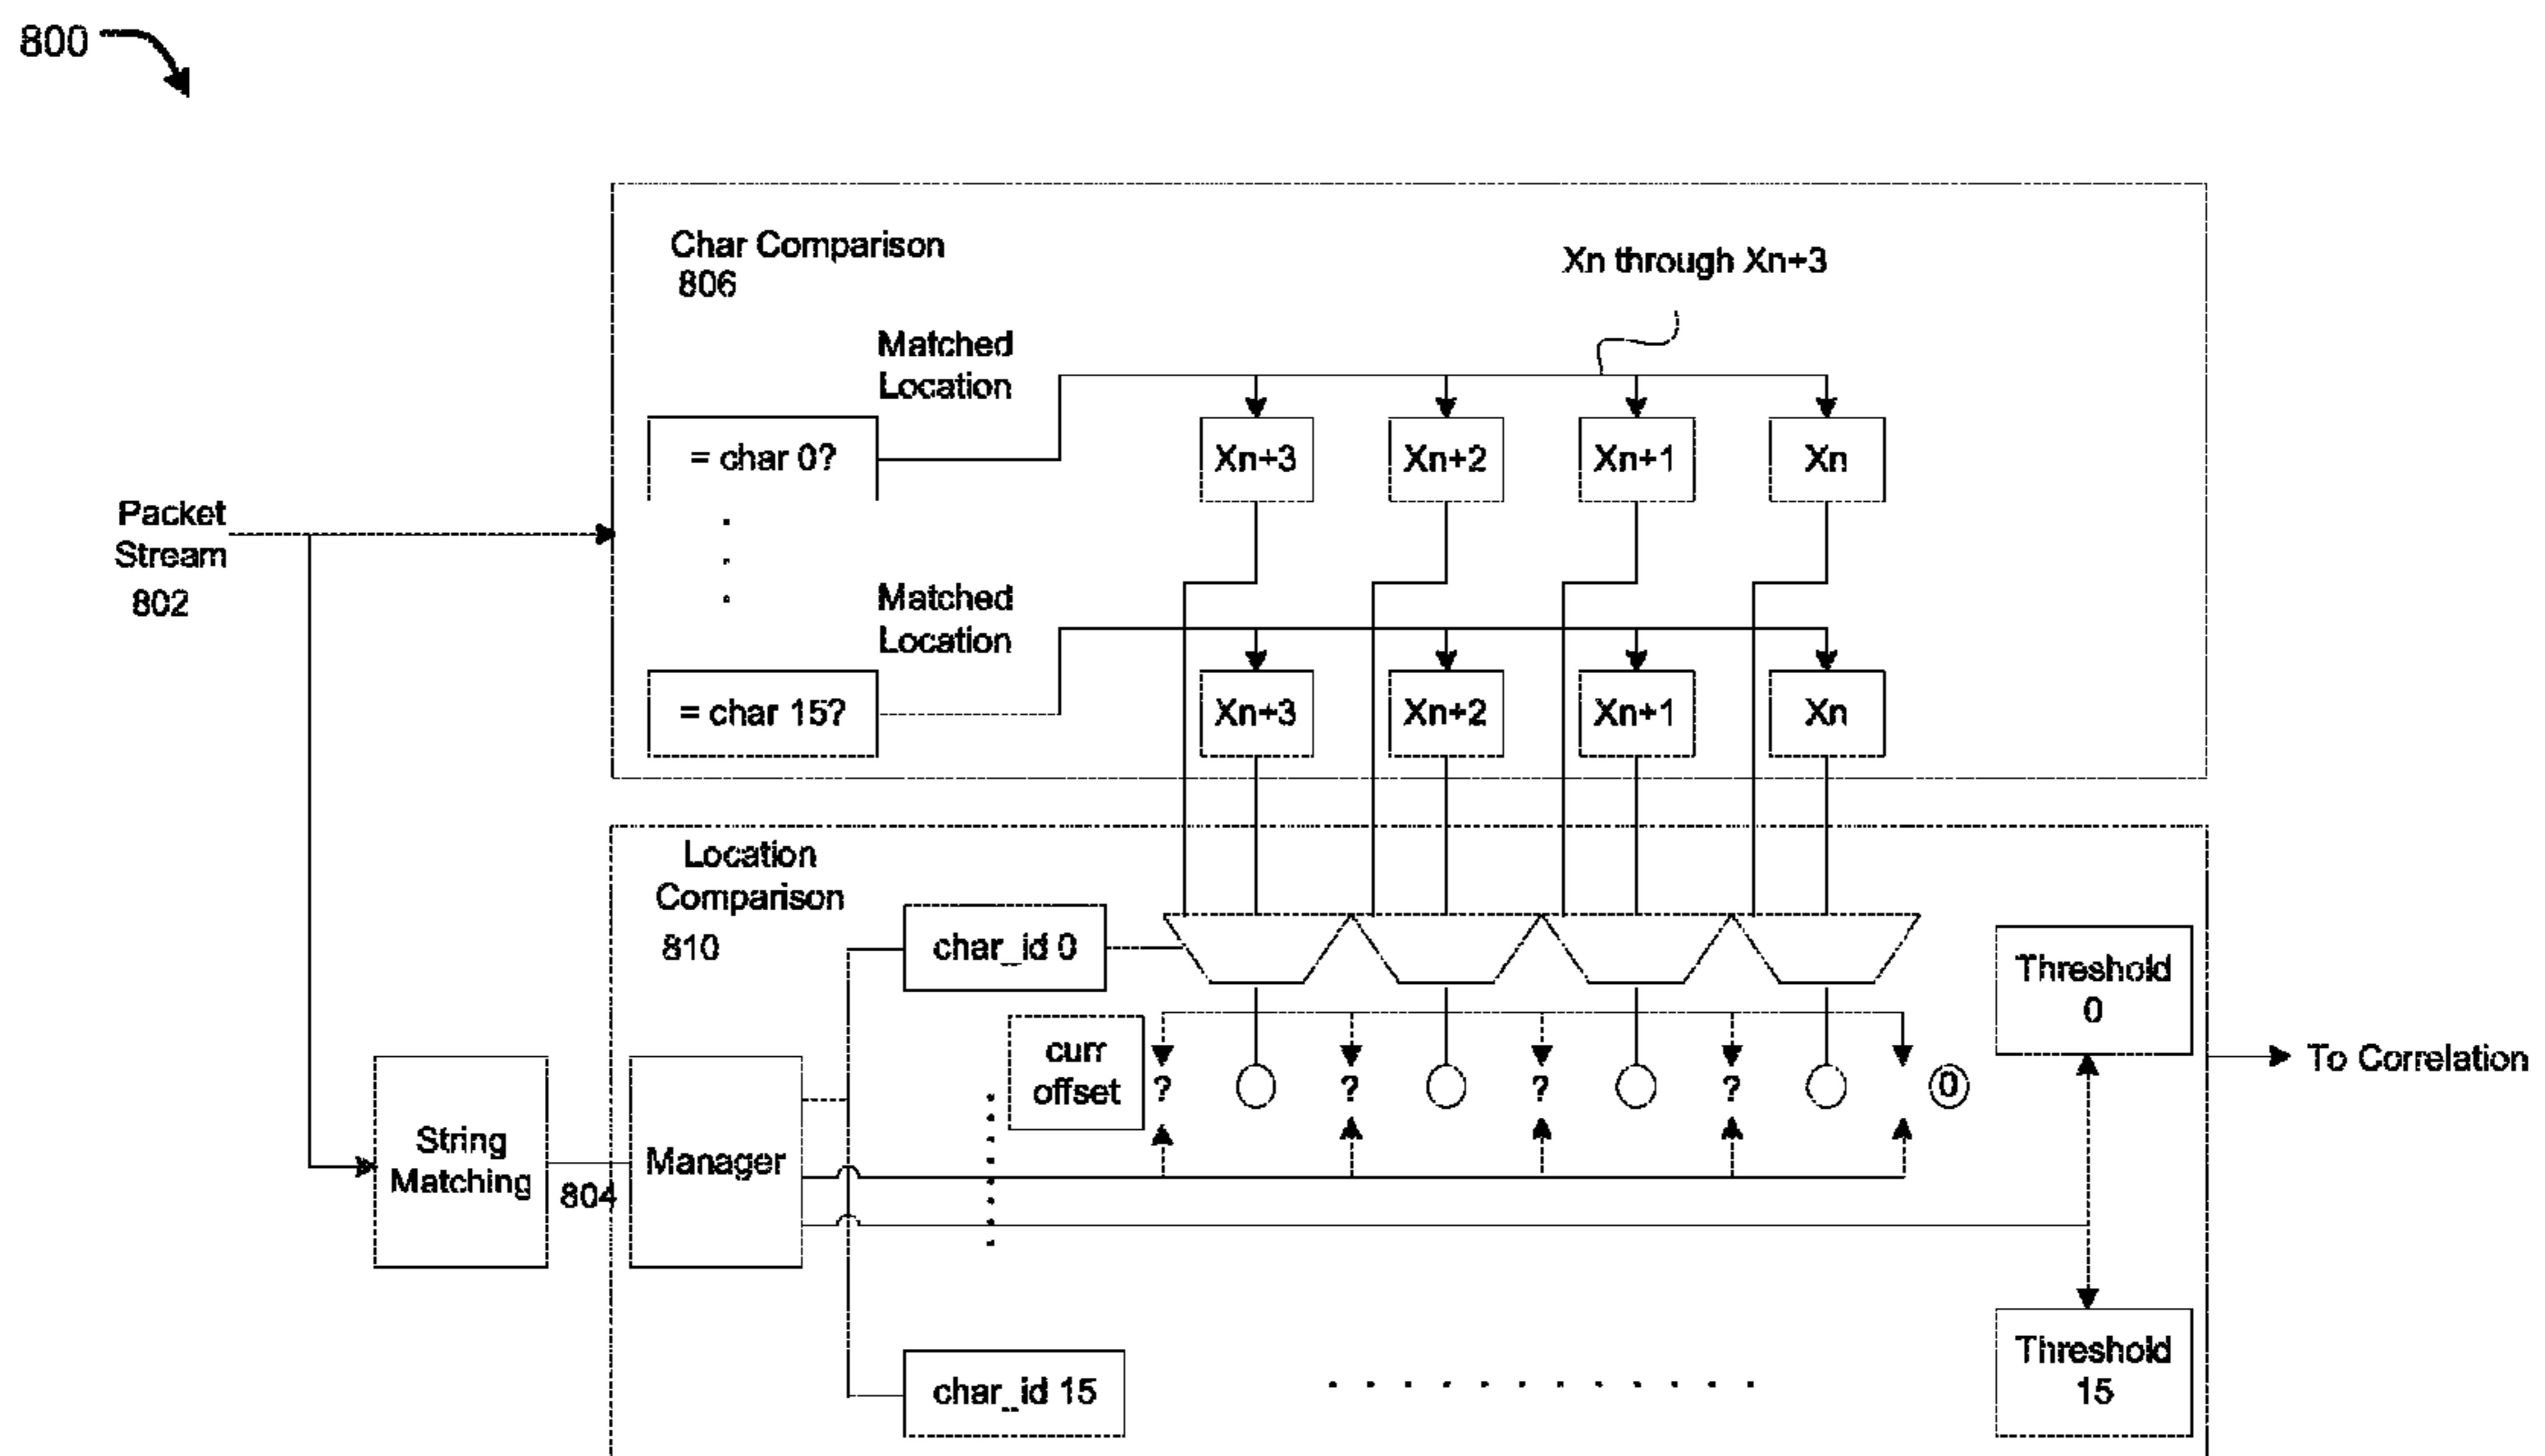 800
Char Comparison
806
Xn through Xn+3
Matched
Location
= char 0?
Xn+3
Xn+2
Xn+1
Xn
Packet
Stream
802
Matched
Location
= char 15?
Xn+3
Xn+2
Xn+1
Xn
Location
Comparison
810
char_id 0
Threshold
0
curr
offset
?
?
?
?
0
To Correlation
String
Matching
804
Manager
char_id 15
Threshold
15